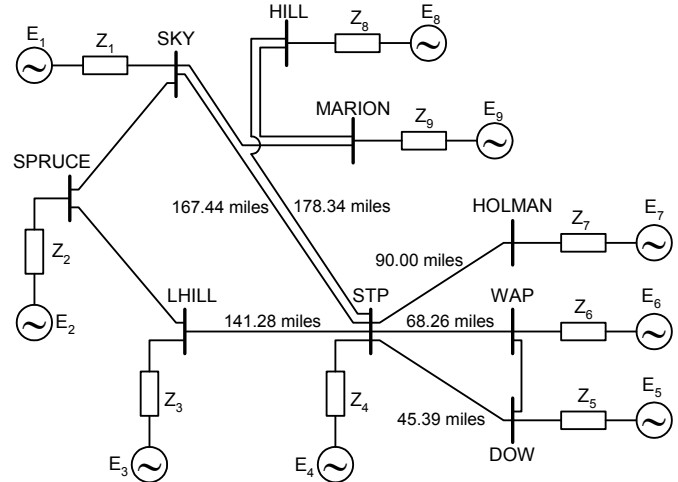 HILL
Z8
E8
E1
Z1
SKY
MARION
Z9
E9
SPRUCE
167.44 miles
178.34 miles
HOLMAN
Z7
E7
Z2
90.00 miles
E2
LHILL
141.28 miles
STP
68.26 miles
WAP
Z6
E6
Z3
Z4
45.39 miles
Z5
E5
DOW
E3
E4